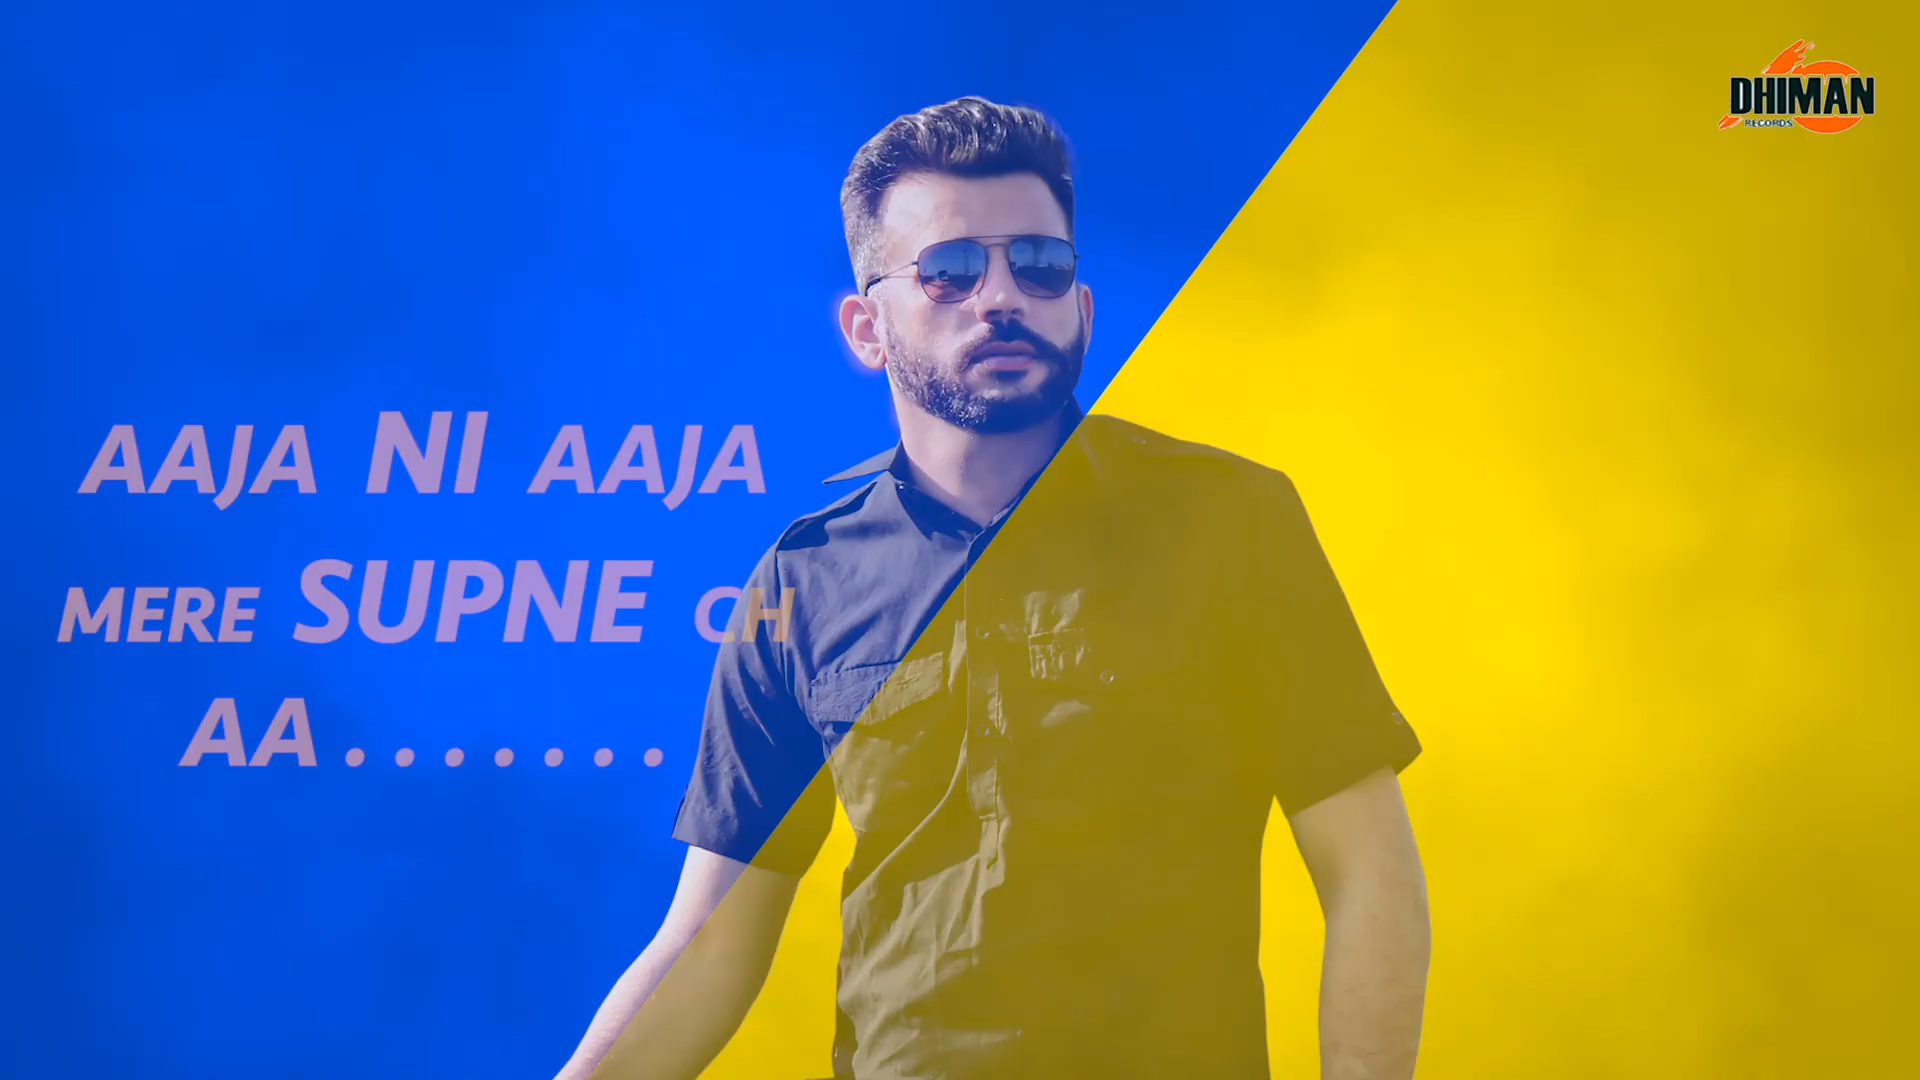 DHIMAN
RECORDS
AAJA NI AAJA
MERE SUPNE CH
AA.......